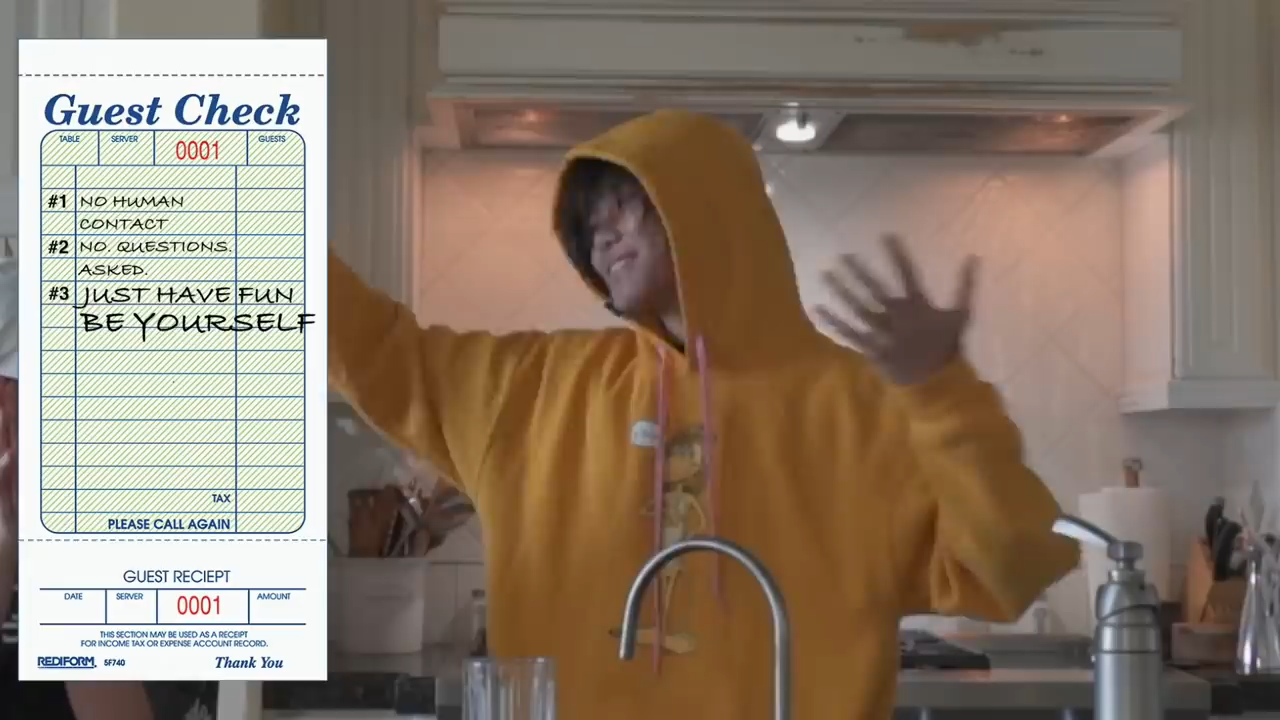 Guest Check
TABLE SERVER 0001 GUESTS
#1 NO HUMAN
CONTACT
#2 NO. QUESTIONS.
ASKED.
#3 JUST HAVE FUN
BE YOURSELF
TAX
PLEASE CALL AGAIN
GUEST RECIEPT
DATE SERVER 0001 AMOUNT
THIS SECTION MAY BE USED AS A RECEIPT
FOR INCOME TAX OR EXPENSE ACCOUNT RECORD.
REDIFORM. 5F740 Thank You